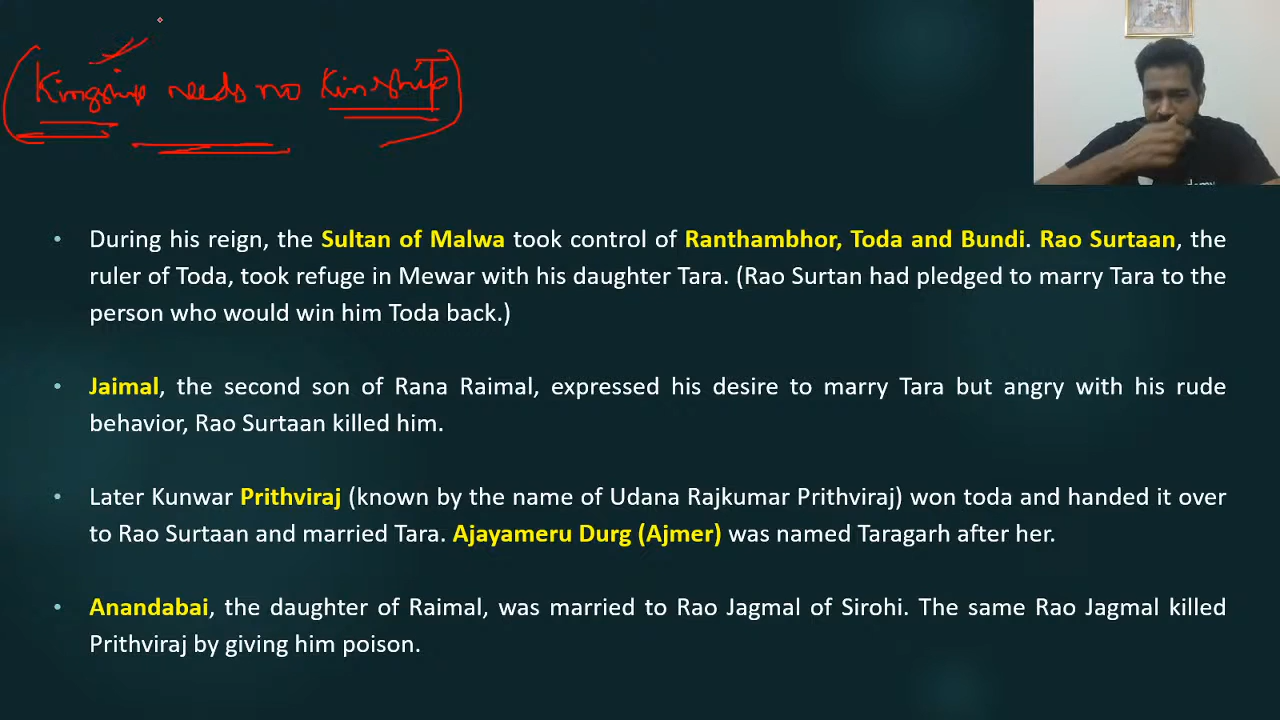 Kingship needs no Kinship
• During his reign, the Sultan of Malwa took control of Ranthambhor, Toda and Bundi. Rao Surtaan, the
ruler of Toda, took refuge in Mewar with his daughter Tara. (Rao Surtan had pledged to marry Tara to the
person who would win him Toda back.)
• Jaimal, the second son of Rana Raimal, expressed his desire to marry Tara but angry with his rude
behavior, Rao Surtaan killed him.
• Later Kunwar Prithviraj (known by the name of Udana Rajkumar Prithviraj) won toda and handed it over
to Rao Surtaan and married Tara. Ajayameru Durg (Ajmer) was named Taragarh after her.
• Anandabai, the daughter of Raimal, was married to Rao Jagmal of Sirohi. The same Rao Jagmal killed
Prithviraj by giving him poison.